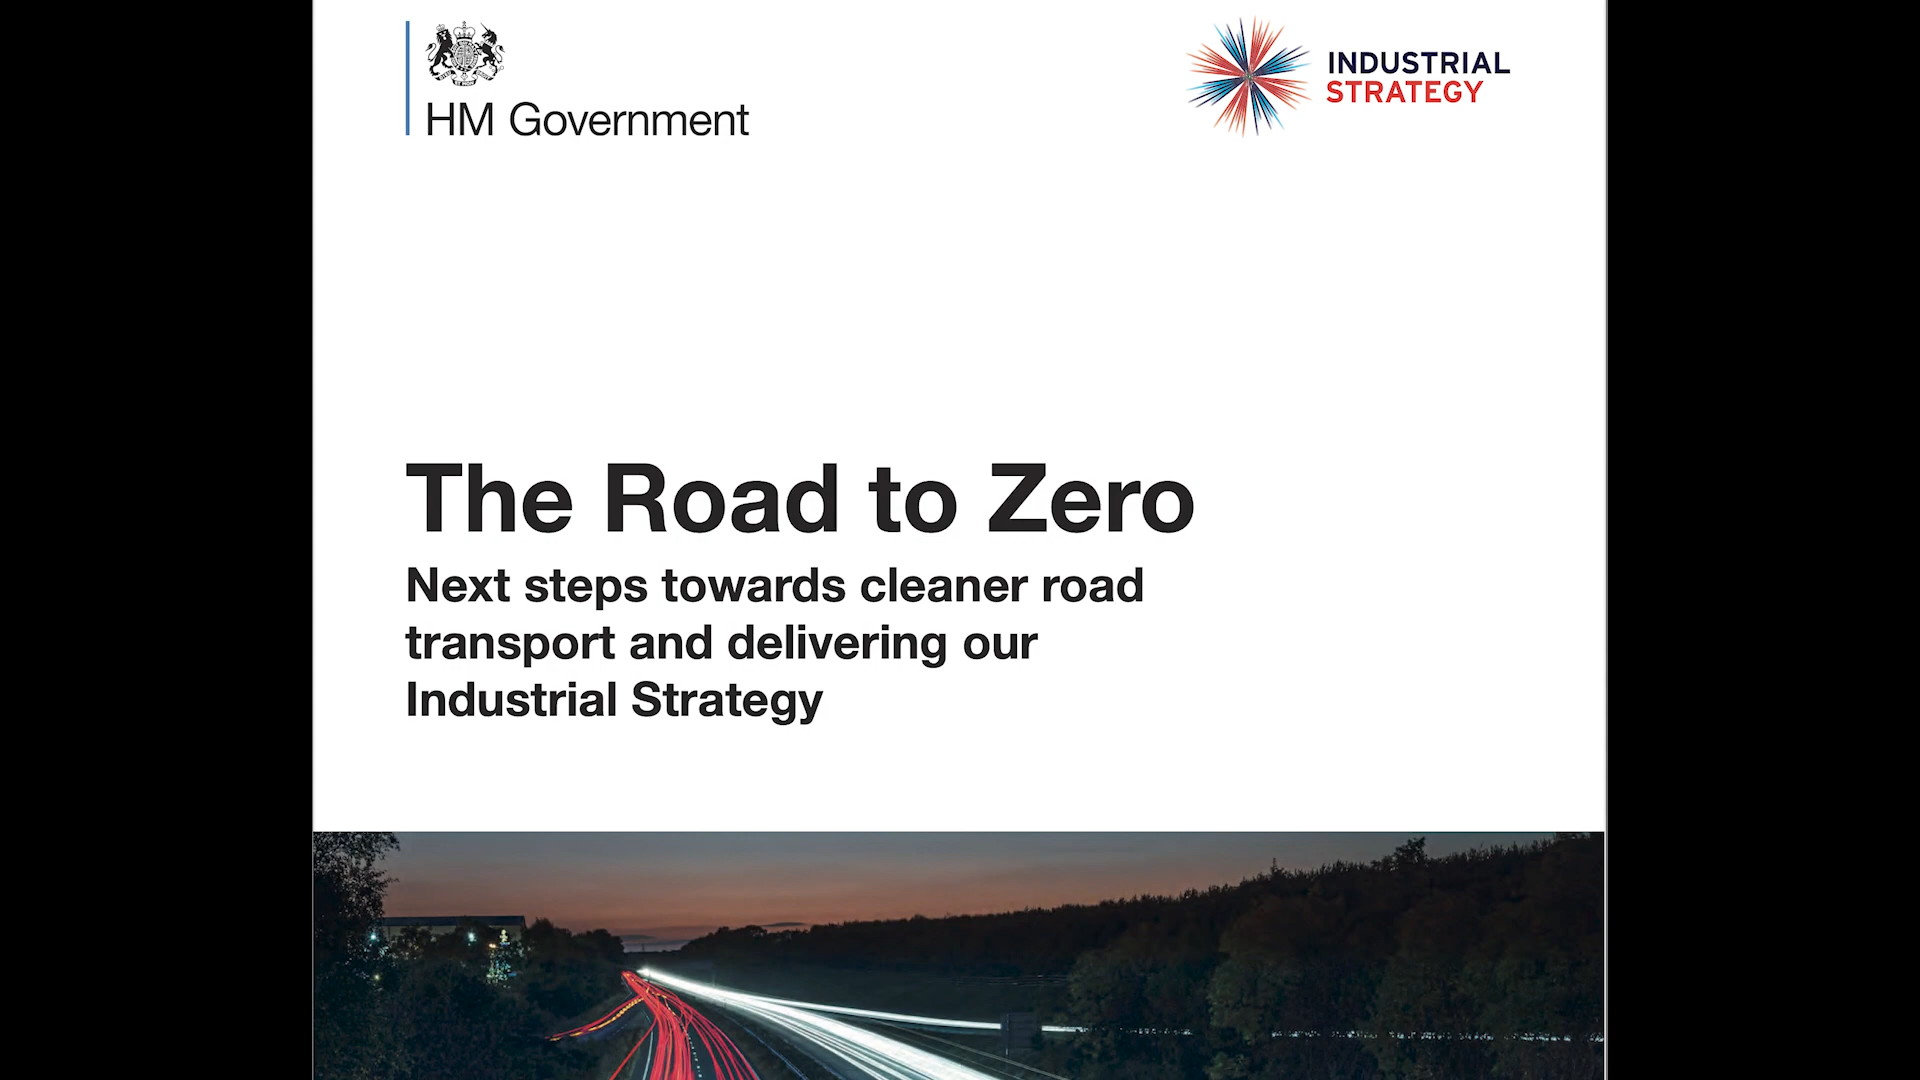 HM Government
INDUSTRIAL
STRATEGY
The Road to Zero
Next steps towards cleaner road
transport and delivering our
Industrial Strategy